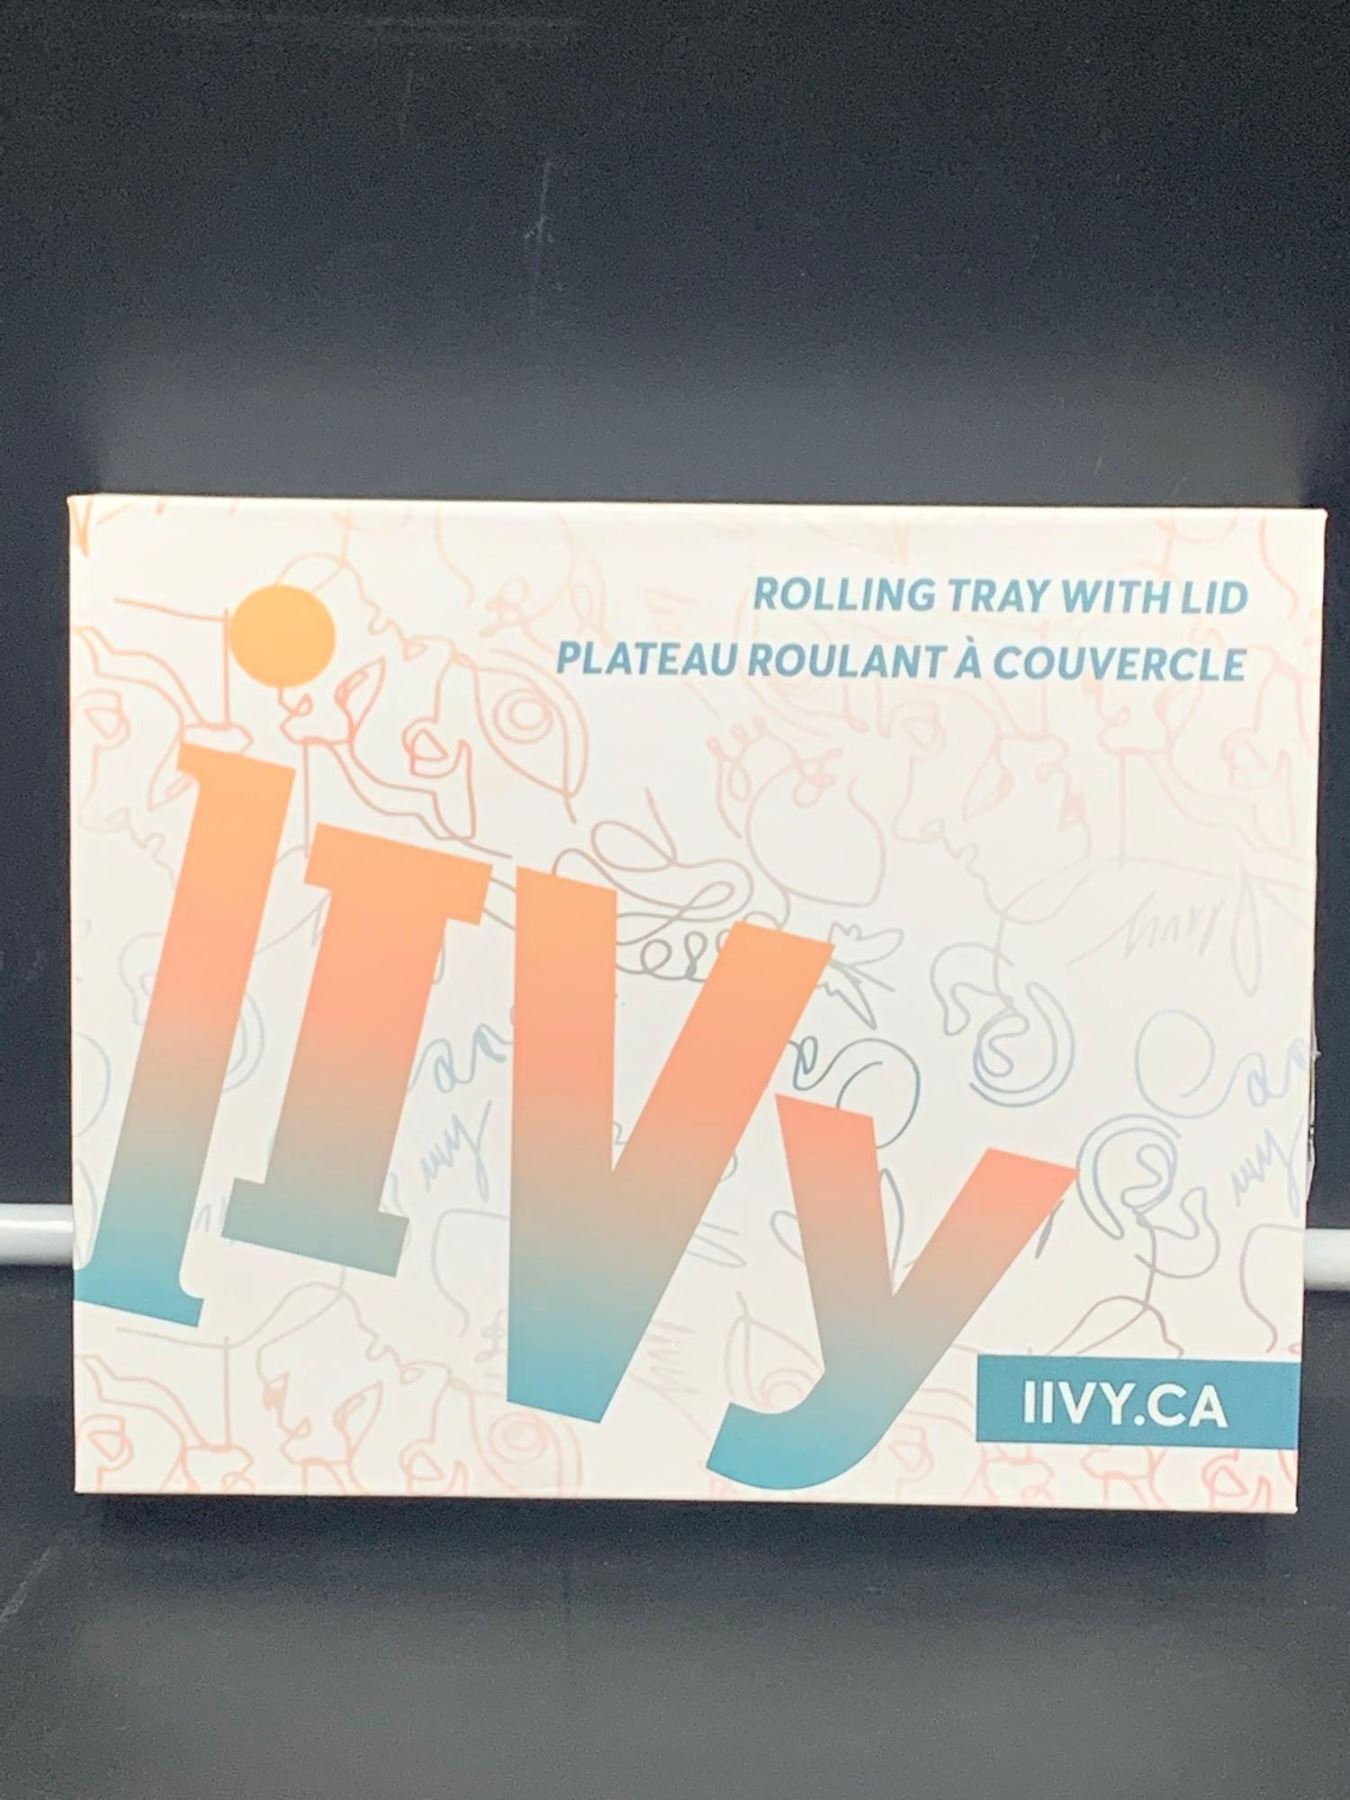 ROLLING TRAY WITH LID
PLATEAU ROULANT À COUVERCLE
iIVy
IIVY.CA